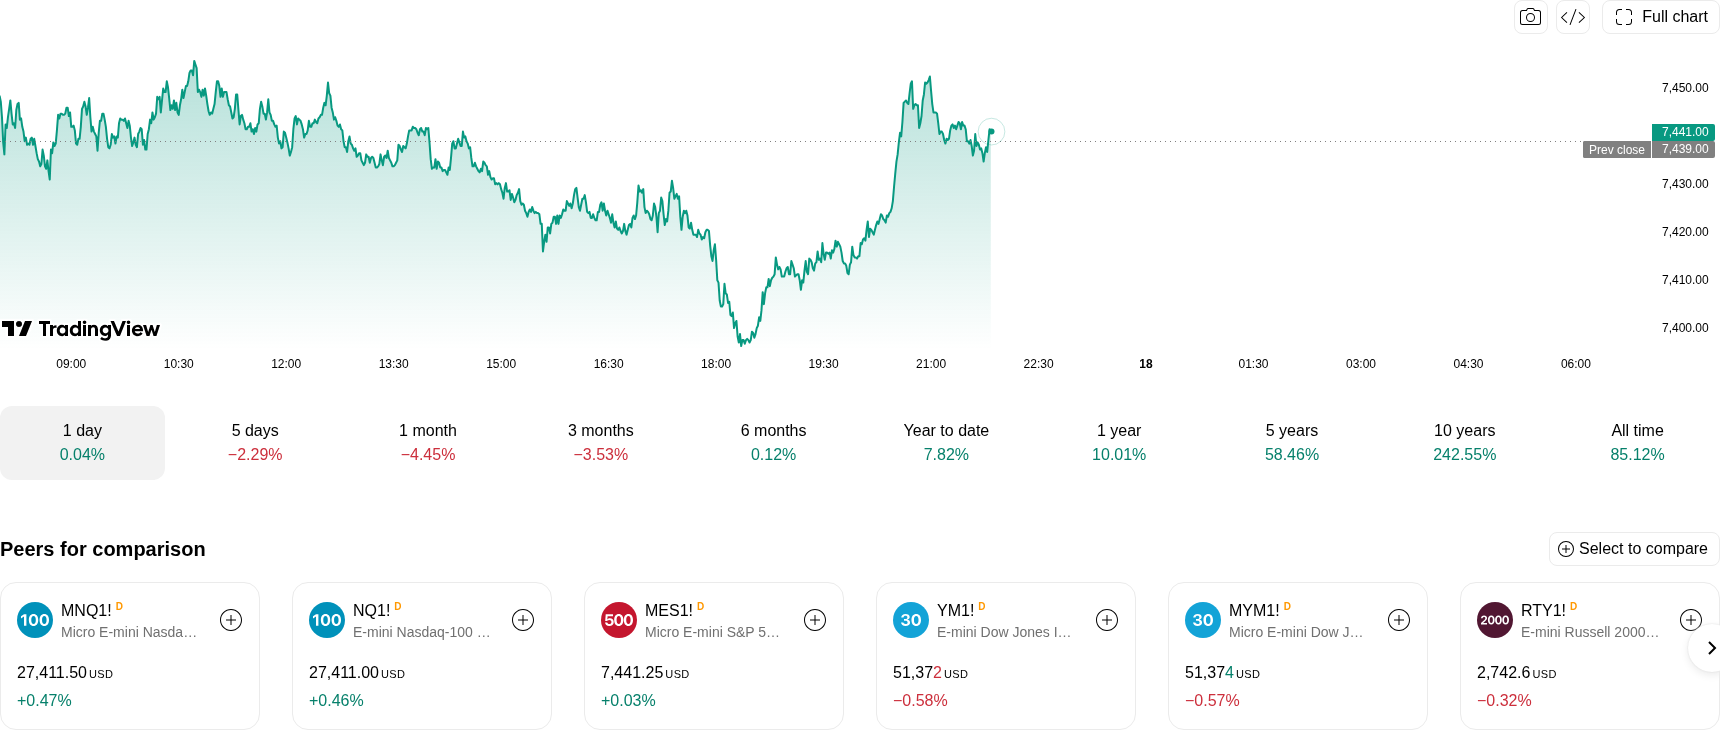 Full chart
7,450.00
7,441.00
Prev close 7,439.00
7,430.00
7,420.00
7,410.00
7,400.00
TradingView
09:00 10:30 12:00 13:30 15:00 16:30 18:00 19:30 21:00 22:30 18 01:30 03:00 04:30 06:00
1 day 5 days 1 month 3 months 6 months Year to date 1 year 5 years 10 years All time
0.04% −2.29% −4.45% −3.53% 0.12% 7.82% 10.01% 58.46% 242.55% 85.12%
Peers for comparison
Select to compare
100 MNQ1! D
Micro E-mini Nasda…
27,411.50 USD
+0.47%
100 NQ1! D
E-mini Nasdaq-100 …
27,411.00 USD
+0.46%
500 MES1! D
Micro E-mini S&P 5…
7,441.25 USD
+0.03%
30 YM1! D
E-mini Dow Jones I…
51,372 USD
−0.58%
30 MYM1! D
Micro E-mini Dow J…
51,374 USD
−0.57%
2000 RTY1! D
E-mini Russell 2000…
2,742.6 USD
−0.32%